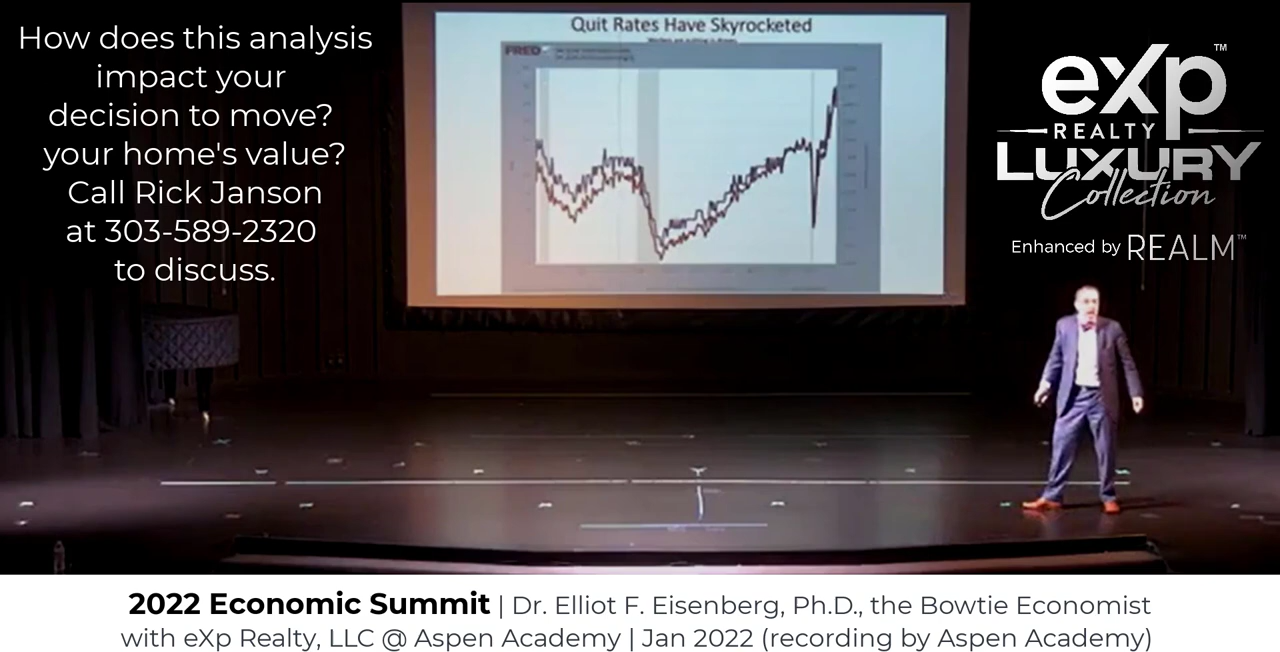 How does this analysis
impact your
decision to move?
your home's value?
Call Rick Janson
at 303-589-2320
to discuss.
Quit Rates Have Skyrocketed
FRED
eXp™
REALTY
LUXURY
Collection
Enhanced by REALM™
2022 Economic Summit | Dr. Elliot F. Eisenberg, Ph.D., the Bowtie Economist
with eXp Realty, LLC @ Aspen Academy | Jan 2022 (recording by Aspen Academy)